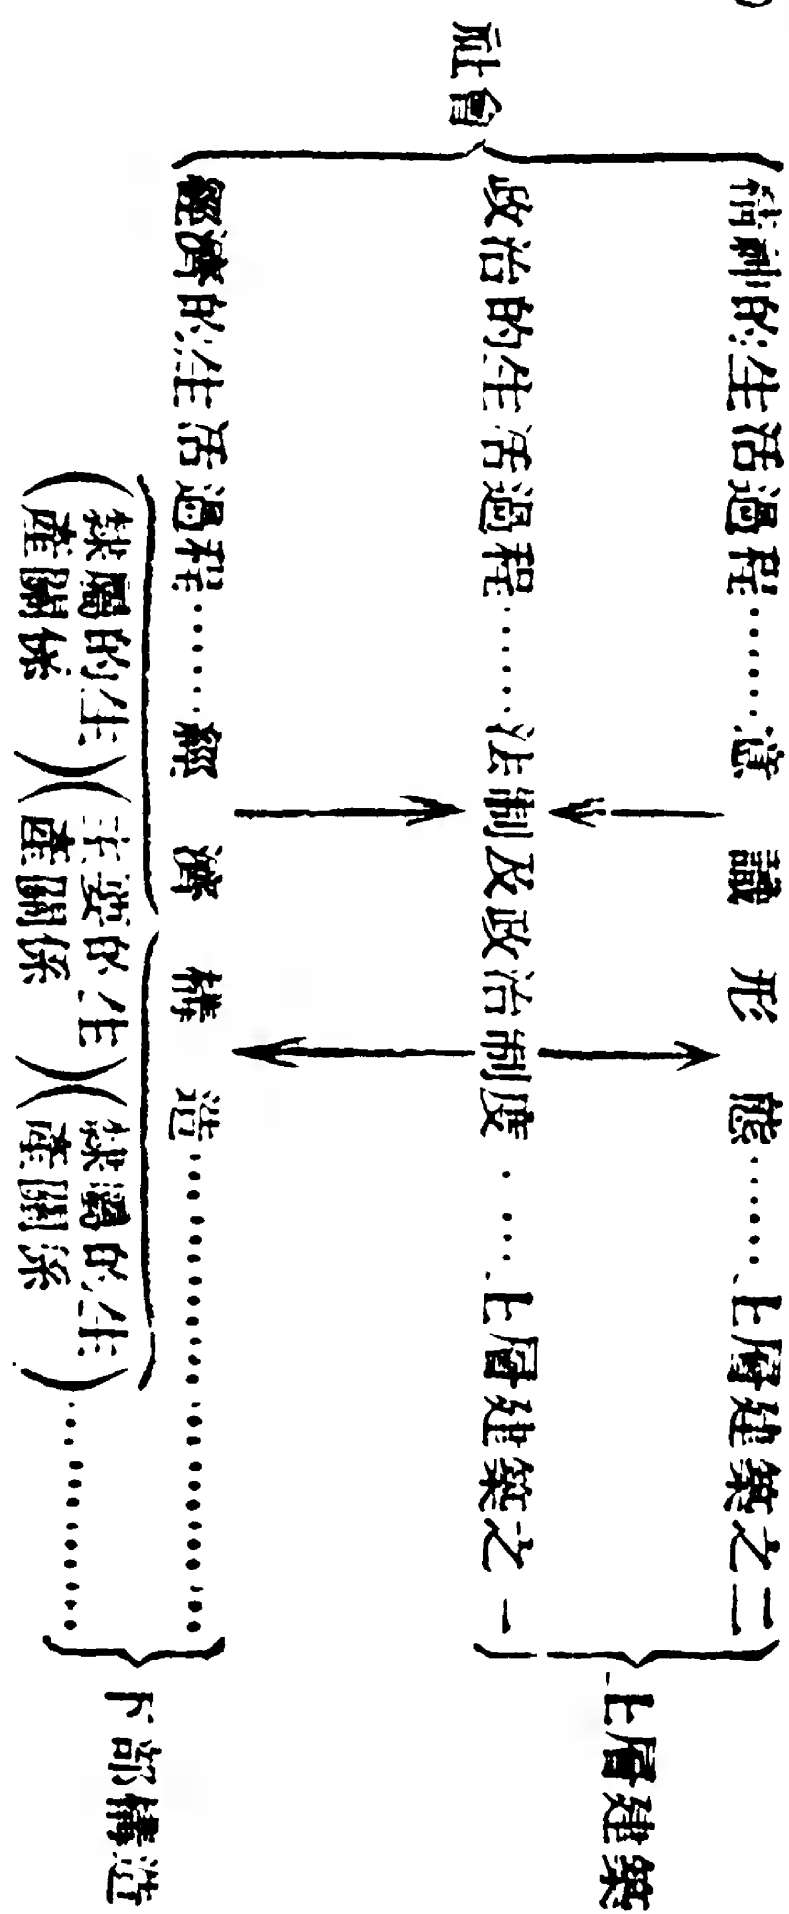 社會
精神的生活過程……意識形態……上層建築之二
政治的生活過程……法制及政治制度……上層建築之一
上層建築
經濟的生活過程……經濟構造………………
(隸屬的生
產關係)
(主要的生
產關係)
(隸屬的生
產關係)………
下部構造